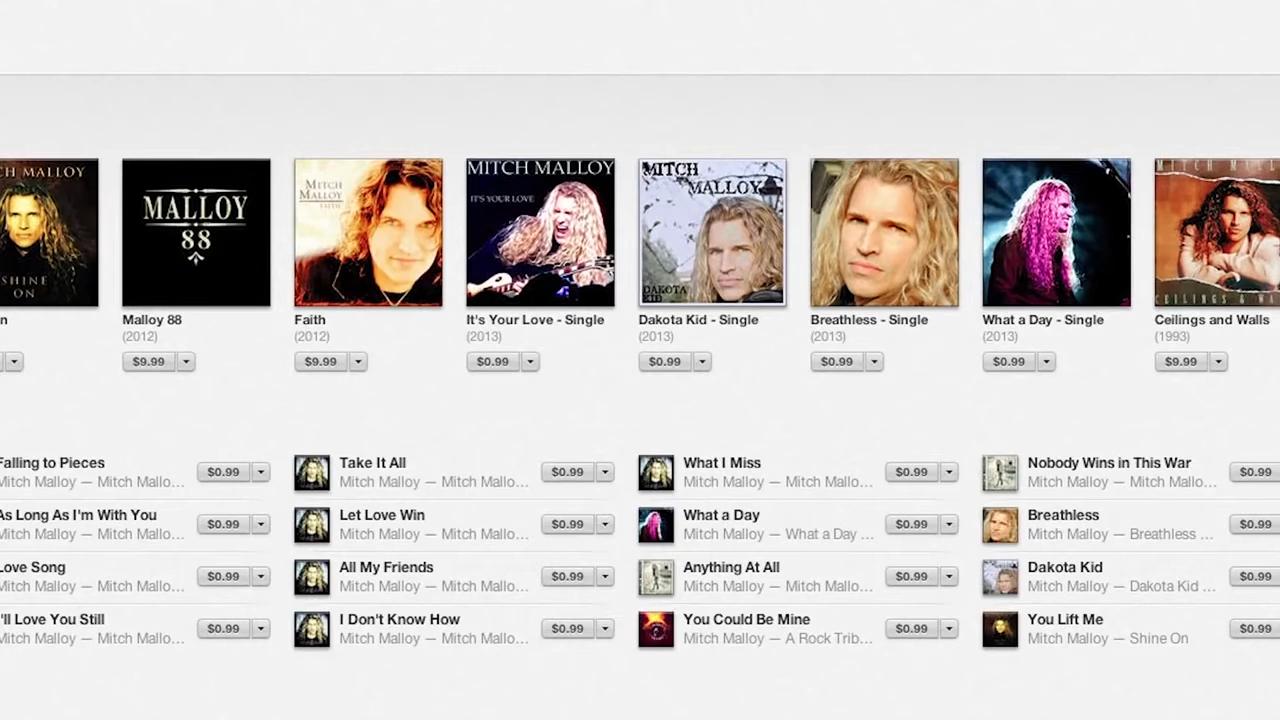 CH MALLOY
SHINE
ON
MALLOY
88
MITCH
MALLOY
FAITH
MITCH MALLOY
IT'S YOUR LOVE
MITCH
MALLOY
DAKOTA
KID
n
Malloy 88
(2012)
$9.99
Faith
(2012)
$9.99
It's Your Love - Single
(2013)
$0.99
Dakota Kid - Single
(2013)
$0.99
Breathless - Single
(2013)
$0.99
What a Day - Single
(2013)
$0.99
Ceilings and Walls
(1993)
$9.99
Falling to Pieces
Mitch Malloy — Mitch Mallo...
$0.99
Take It All
Mitch Malloy — Mitch Mallo...
$0.99
What I Miss
Mitch Malloy — Mitch Mallo...
$0.99
Nobody Wins in This War
Mitch Malloy — Mitch Mallo...
$0.99
As Long As I'm With You
Mitch Malloy — Mitch Mallo...
$0.99
Let Love Win
Mitch Malloy — Mitch Mallo...
$0.99
What a Day
Mitch Malloy — What a Day ...
$0.99
Breathless
Mitch Malloy — Breathless ...
$0.99
Love Song
Mitch Malloy — Mitch Mallo...
$0.99
All My Friends
Mitch Malloy — Mitch Mallo...
$0.99
Anything At All
Mitch Malloy — Mitch Mallo...
$0.99
Dakota Kid
Mitch Malloy — Dakota Kid ...
$0.99
'll Love You Still
Mitch Malloy — Mitch Mallo...
$0.99
I Don't Know How
Mitch Malloy — Mitch Mallo...
$0.99
You Could Be Mine
Mitch Malloy — A Rock Trib...
$0.99
You Lift Me
Mitch Malloy — Shine On
$0.99